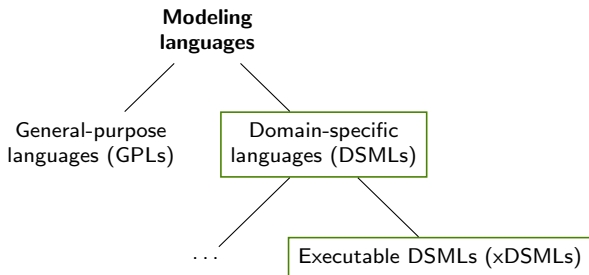 Modeling
languages
General-purpose
languages (GPLs)
Domain-specific
languages (DSMLs)
...
Executable DSMLs (xDSMLs)